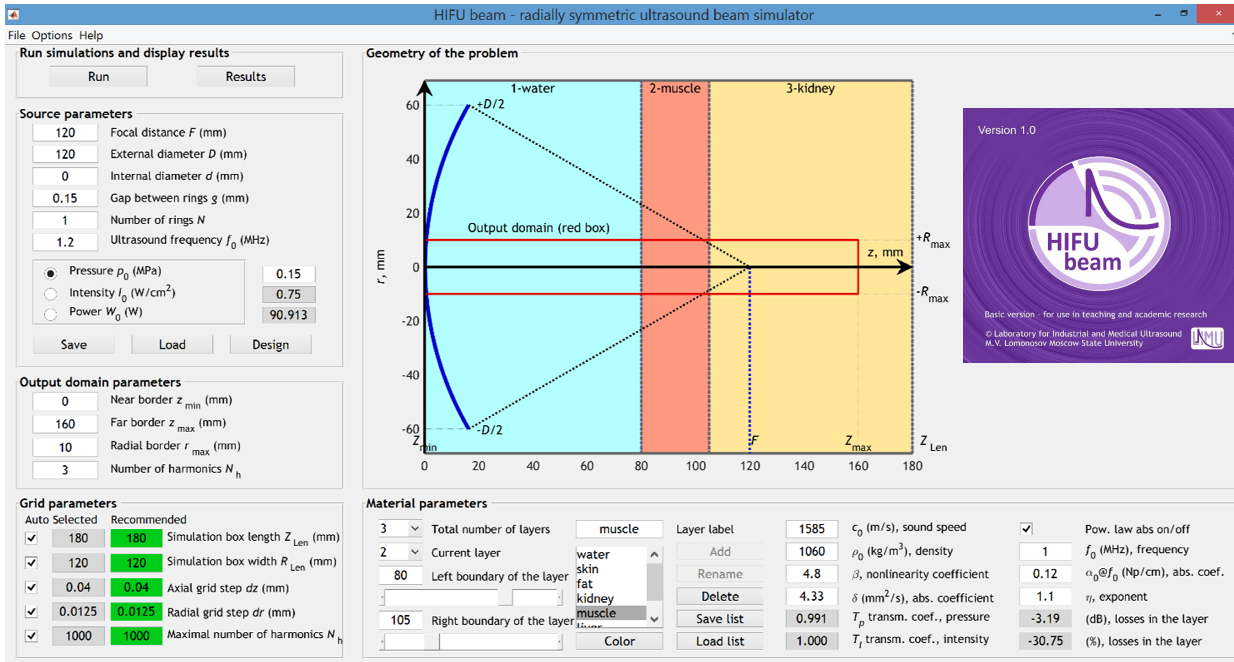 HIFU beam - radially symmetric ultrasound beam simulator
File Options Help
Run simulations and display results
Run Results
Source parameters
120 Focal distance F (mm)
120 External diameter D (mm)
0 Internal diameter d (mm)
0.15 Gap between rings g (mm)
1 Number of rings N
1.2 Ultrasound frequency f0 (MHz)
Pressure p0 (MPa) 0.15
Intensity I0 (W/cm2) 0.75
Power W0 (W) 90.913
Save Load Design
Output domain parameters
0 Near border z min (mm)
160 Far border z max (mm)
10 Radial border r max (mm)
3 Number of harmonics N h
Grid parameters
Auto Selected Recommended
180 180 Simulation box length Z Len (mm)
120 120 Simulation box width R Len (mm)
0.04 0.04 Axial grid step dz (mm)
0.0125 0.0125 Radial grid step dr (mm)
1000 1000 Maximal number of harmonics N h
Geometry of the problem
1-water 2-muscle 3-kidney
60 +D/2
40
20
Output domain (red box)
+Rmax
z, mm
0
r, mm
-Rmax
-20
-40
-60 -D/2
Zmin F Zmax Z Len
0 20 40 60 80 100 120 140 160 180
Version 1.0
HIFU
beam
Basic version - for use in teaching and academic research
© Laboratory for Industrial and Medical Ultrasound
M.V. Lomonosov Moscow State University
Material parameters
3 Total number of layers
2 Current layer
80 Left boundary of the layer
105 Right boundary of the layer
muscle Layer label
water
skin
fat
kidney
muscle
liver
Color
Add
Rename
Delete
Save list
Load list
1585 c0 (m/s), sound speed
1060 ρ0 (kg/m3), density
4.8 β, nonlinearity coefficient
4.33 δ (mm2/s), abs. coefficient
0.991 Tp transm. coef., pressure
1.000 TI transm. coef., intensity
Pow. law abs on/off
1 f0 (MHz), frequency
0.12 α0@f0 (Np/cm), abs. coef.
1.1 η, exponent
-3.19 (dB), losses in the layer
-30.75 (%), losses in the layer